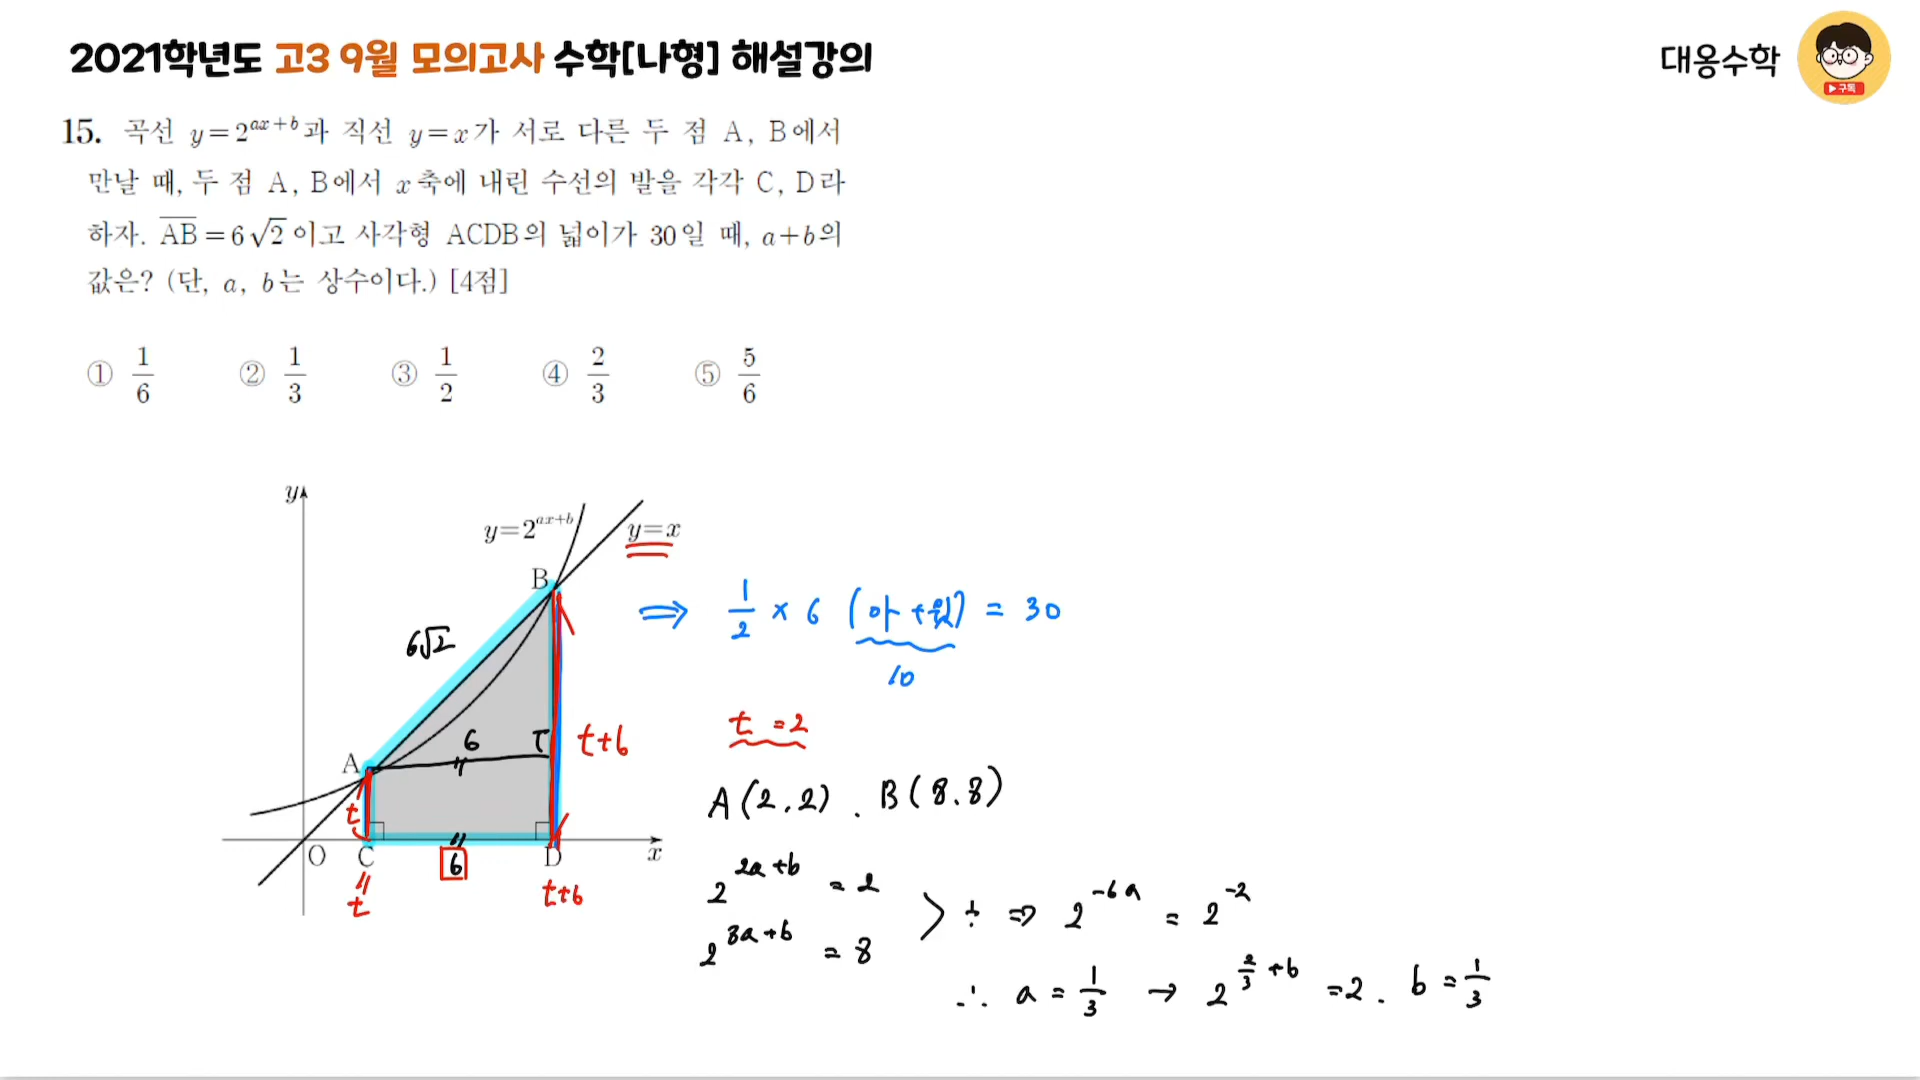 2021학년도 고3 9월 모의고사 수학[나형] 해설강의
대웅수학
구독
15. 곡선 y=2^{ax+b}과 직선 y=x가 서로 다른 두 점 A, B에서
만날 때, 두 점 A, B에서 x축에 내린 수선의 발을 각각 C, D라
하자. \overline{AB}=6√2이고 사각형 ACDB의 넓이가 30일 때, a+b의
값은? (단, a, b는 상수이다.) [4점]
① 1/6 ② 1/3 ③ 1/2 ④ 2/3 ⑤ 5/6
y
y=2^{ax+b}
y=x
B
6√2
⇒ 1/2 × 6 (아+윗) = 30
10
6
t+6
t=2
A
t
A(2.2). B(8.8)
O
C
6
D
x
t
t+6
2^{2a+b} = 2
2^{8a+b} = 8
÷ ⇒ 2^{-6a} = 2^{-2}
∴ a = 1/3 → 2^{2/3+b} = 2. b = 1/3